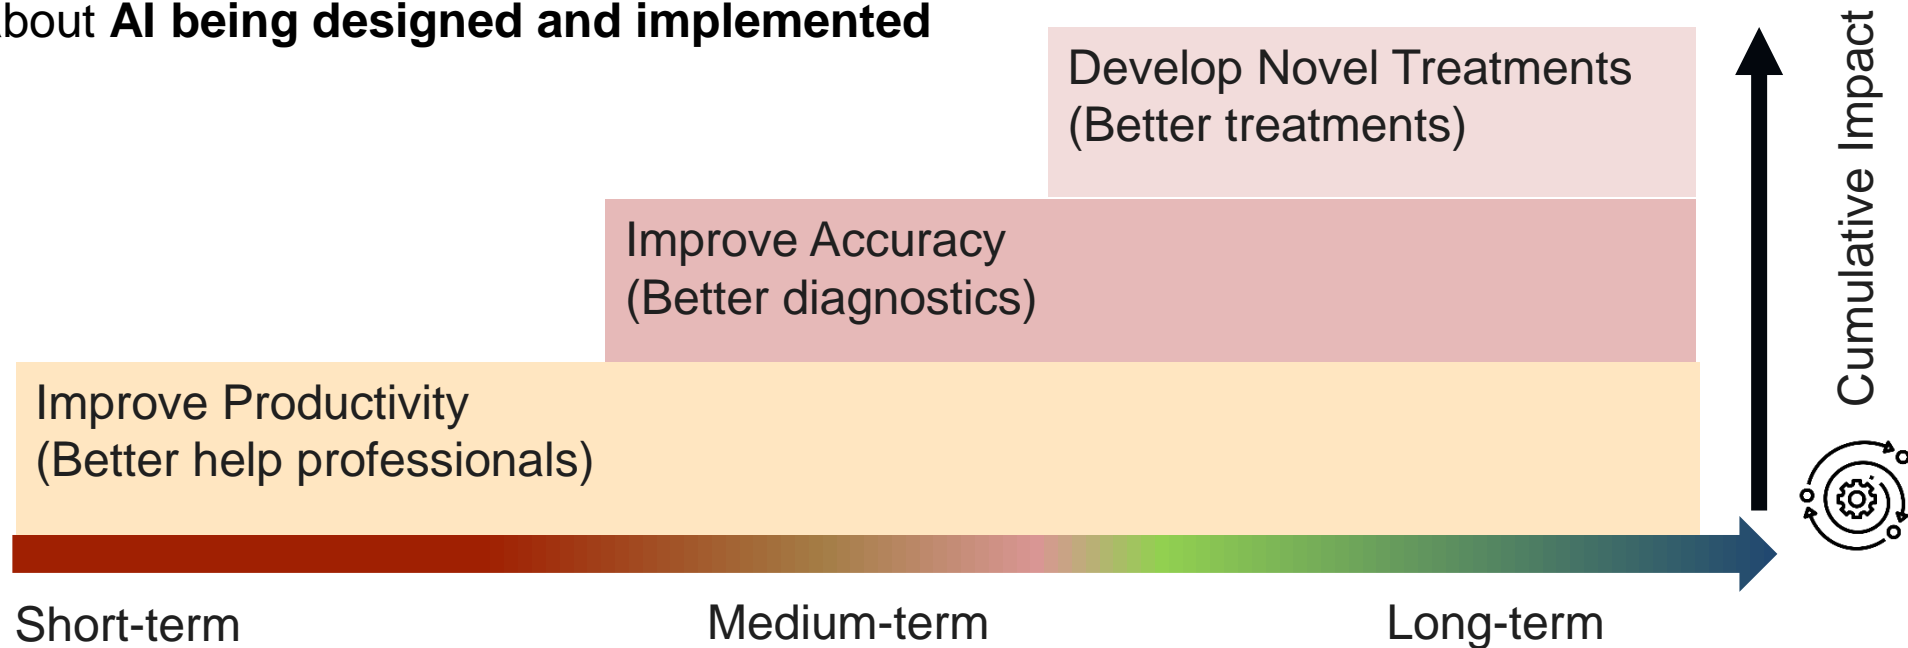 about AI being designed and implemented
Develop Novel Treatments
(Better treatments)
Improve Accuracy
(Better diagnostics)
Improve Productivity
(Better help professionals)
Cumulative Impact
Short-term
Medium-term
Long-term